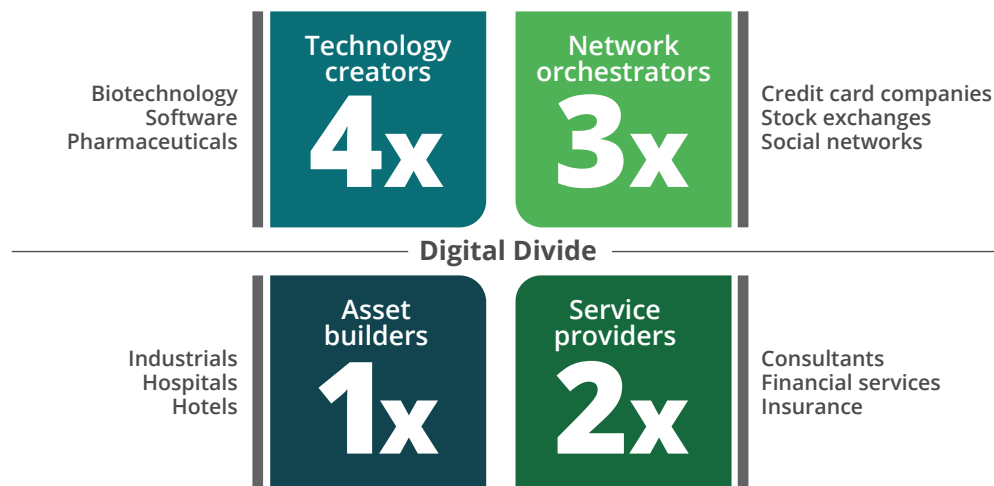 Technology
creators
4x
Biotechnology
Software
Pharmaceuticals
Network
orchestrators
3x
Credit card companies
Stock exchanges
Social networks
Digital Divide
Asset
builders
1x
Industrials
Hospitals
Hotels
Service
providers
2x
Consultants
Financial services
Insurance